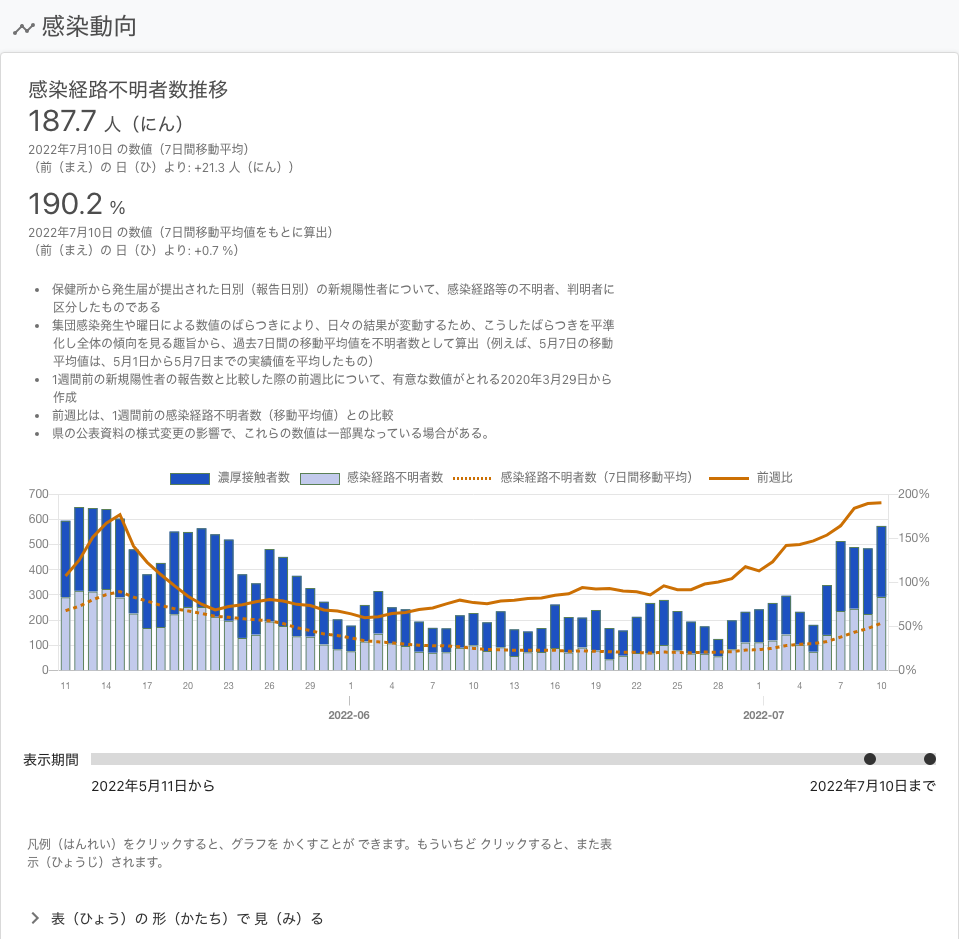 感染動向
感染経路不明者数推移
187.7 人（にん）
2022年7月10日 の数値（7日間移動平均）
（前（まえ）の 日（ひ）より: +21.3 人（にん））
190.2 %
2022年7月10日 の数値（7日間移動平均値をもとに算出）
（前（まえ）の 日（ひ）より: +0.7 %）
• 保健所から発生届が提出された日別（報告日別）の新規陽性者について、感染経路等の不明者、判明者に
区分したものである
• 集団感染発生や曜日による数値のばらつきにより、日々の結果が変動するため、こうしたばらつきを平準
化し全体の傾向を見る趣旨から、過去7日間の移動平均値を不明者数として算出（例えば、5月7日の移動
平均値は、5月1日から5月7日までの実績値を平均したもの）
• 1週間前の新規陽性者の報告数と比較した際の前週比について、有意な数値がとれる2020年3月29日から
作成
• 前週比は、1週間前の感染経路不明者数（移動平均値）との比較
• 県の公表資料の様式変更の影響で、これらの数値は一部異なっている場合がある。
濃厚接触者数 感染経路不明者数 感染経路不明者数（7日間移動平均） 前週比
700 200%
600
500 150%
400
300 100%
200 50%
100
0 0%
11 14 17 20 23 26 29 1 4 7 10 13 16 19 22 25 28 1 4 7 10
2022-06 2022-07
表示期間
2022年5月11日から 2022年7月10日まで
凡例（はんれい）をクリックすると、グラフを かくすことが できます。もういちど クリックすると、また表
示（ひょうじ）されます。
表（ひょう）の 形（かたち）で 見（み）る